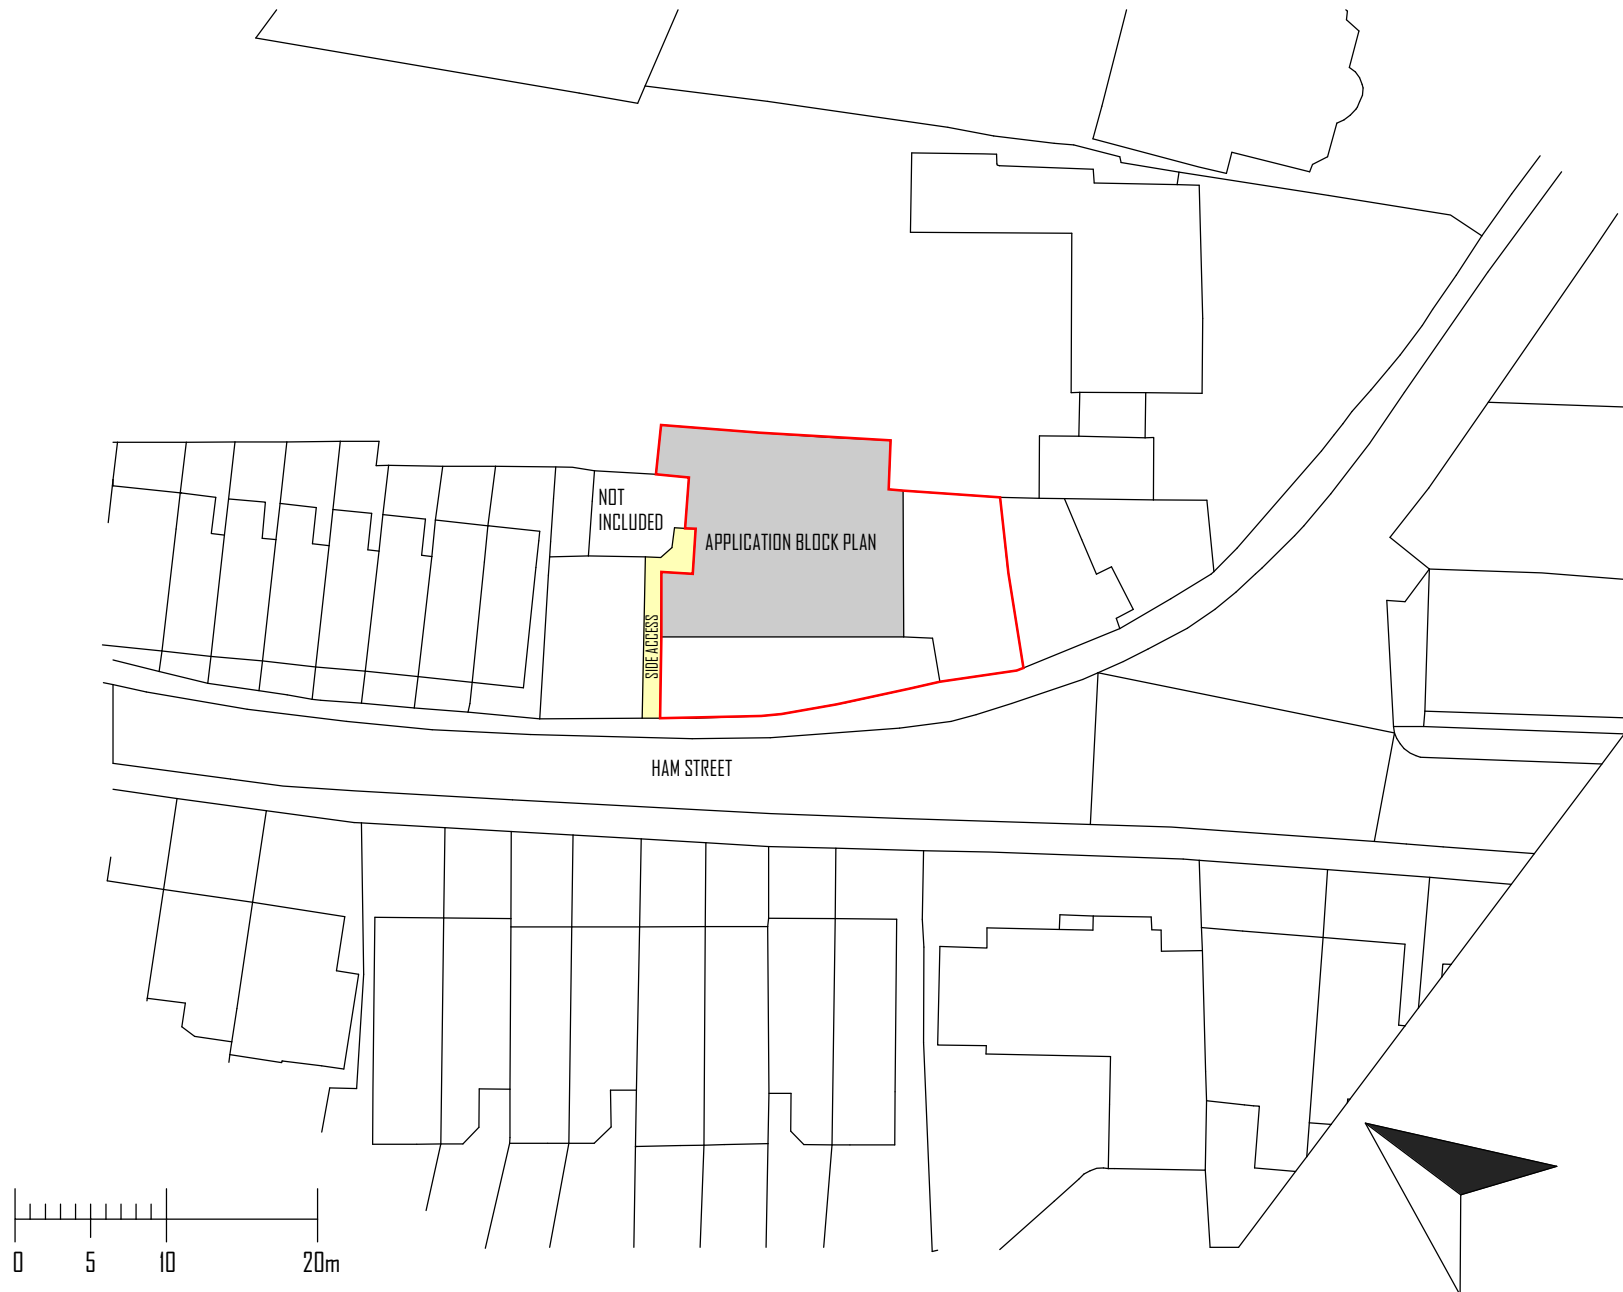 NOT
INCLUDED
APPLICATION BLOCK PLAN
SIDE ACCESS
HAM STREET
0 5 10 20m